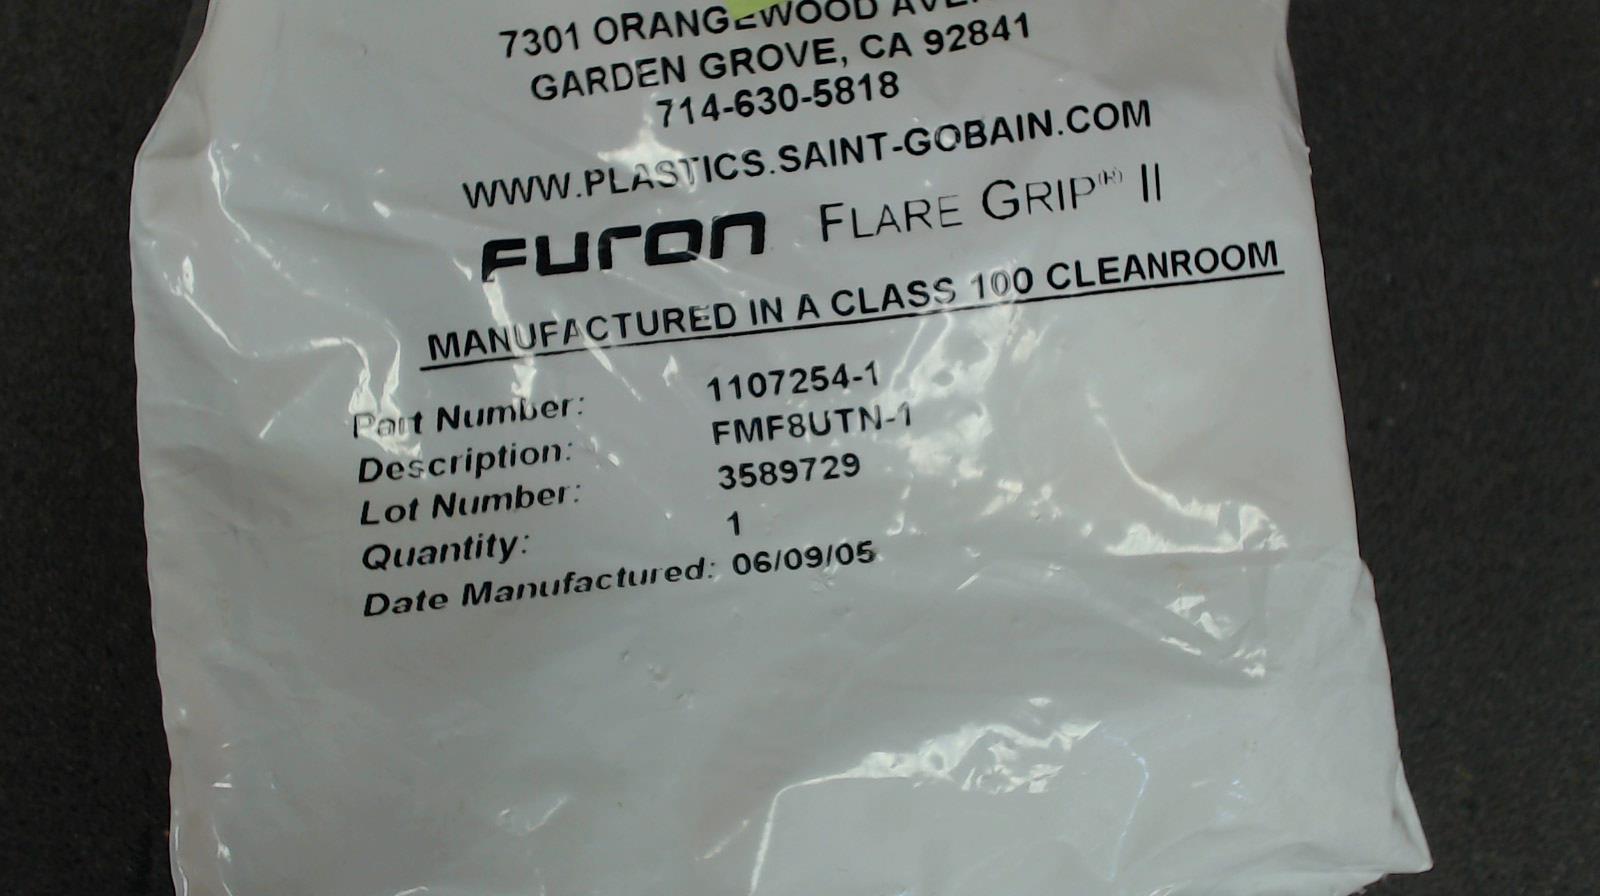 7301 ORANGEWOOD
GARDEN GROVE, CA 92841
714-630-5818
WWW.PLASTICS.SAINT-GOBAIN.COM
FURON FLARE GRIP(R) II
MANUFACTURED IN A CLASS 100 CLEANROOM
Part Number: 1107254-1
Description: FMF8UTN-1
Lot Number: 3589729
Quantity: 1
Date Manufactured: 06/09/05